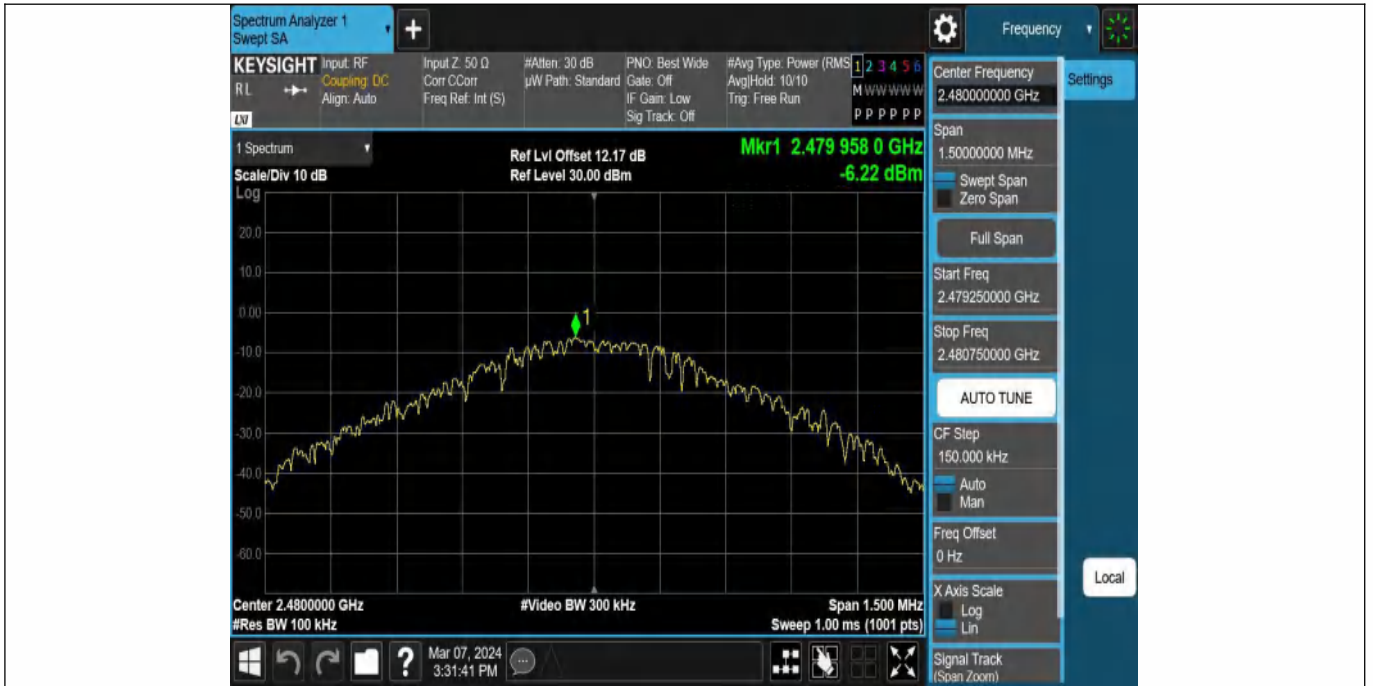 Spectrum Analyzer 1
Swept SA
+
Frequency
KEYSIGHT
RL
LXI
Input: RF
Coupling: DC
Align: Auto
Input Z: 50 Ω
Corr CCorr
Freq Ref: Int (S)
#Atten: 30 dB
µW Path: Standard
PNO: Best Wide
Gate: Off
IF Gain: Low
Sig Track: Off
#Avg Type: Power (RMS
Avg|Hold: 10/10
Trig: Free Run
1 2 3 4 5 6
M W W W W W
P P P P P P
1 Spectrum
Scale/Div 10 dB
Log
Ref Lvl Offset 12.17 dB
Ref Level 30.00 dBm
Mkr1 2.479 958 0 GHz
-6.22 dBm
20.0
10.0
0.00
1
-10.0
-20.0
-30.0
-40.0
-50.0
-60.0
Center 2.4800000 GHz
#Video BW 300 kHz
Span 1.500 MHz
#Res BW 100 kHz
Sweep 1.00 ms (1001 pts)
?
Mar 07, 2024
3:31:41 PM
Center Frequency
2.480000000 GHz
Settings
Span
1.50000000 MHz
Swept Span
Zero Span
Full Span
Start Freq
2.479250000 GHz
Stop Freq
2.480750000 GHz
AUTO TUNE
CF Step
150.000 kHz
Auto
Man
Freq Offset
0 Hz
X Axis Scale
Log
Lin
Signal Track
(Span Zoom)
Local